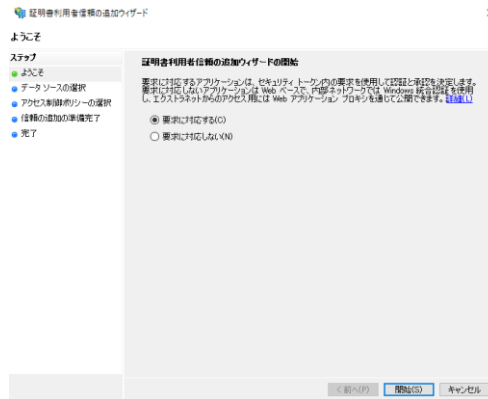 証明書利用者信頼の追加ウィザード
ようこそ
ステップ
ようこそ
データ ソースの選択
アクセス制御ポリシーの選択
信頼の追加の準備完了
完了
証明書利用者信頼の追加ウィザードの開始
要求に対応するアプリケーションは、セキュリティ トークン内の要求を使用して認証と承認を決定します。
要求に対応しないアプリケーションは Web ベースで、内部ネットワークでは Windows 統合認証を使用
し、エクストラネットからのアクセス用には Web アプリケーション プロキシを通じて公開できます。詳細(L)
要求に対応する(C)
要求に対応しない(N)
< 前へ(P) 開始(S) キャンセル